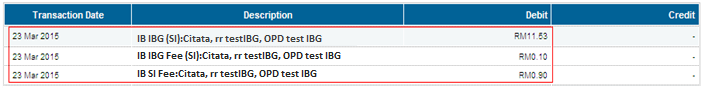 Transaction Date Description Debit Credit
23 Mar 2015 IB IBG (SI):Citata, rr testIBG, OPD test IBG RM11.53 -
23 Mar 2015 IB IBG Fee (SI):Citata, rr testIBG, OPD test IBG RM0.10 -
23 Mar 2015 IB SI Fee:Citata, rr testIBG, OPD test IBG RM0.90 -